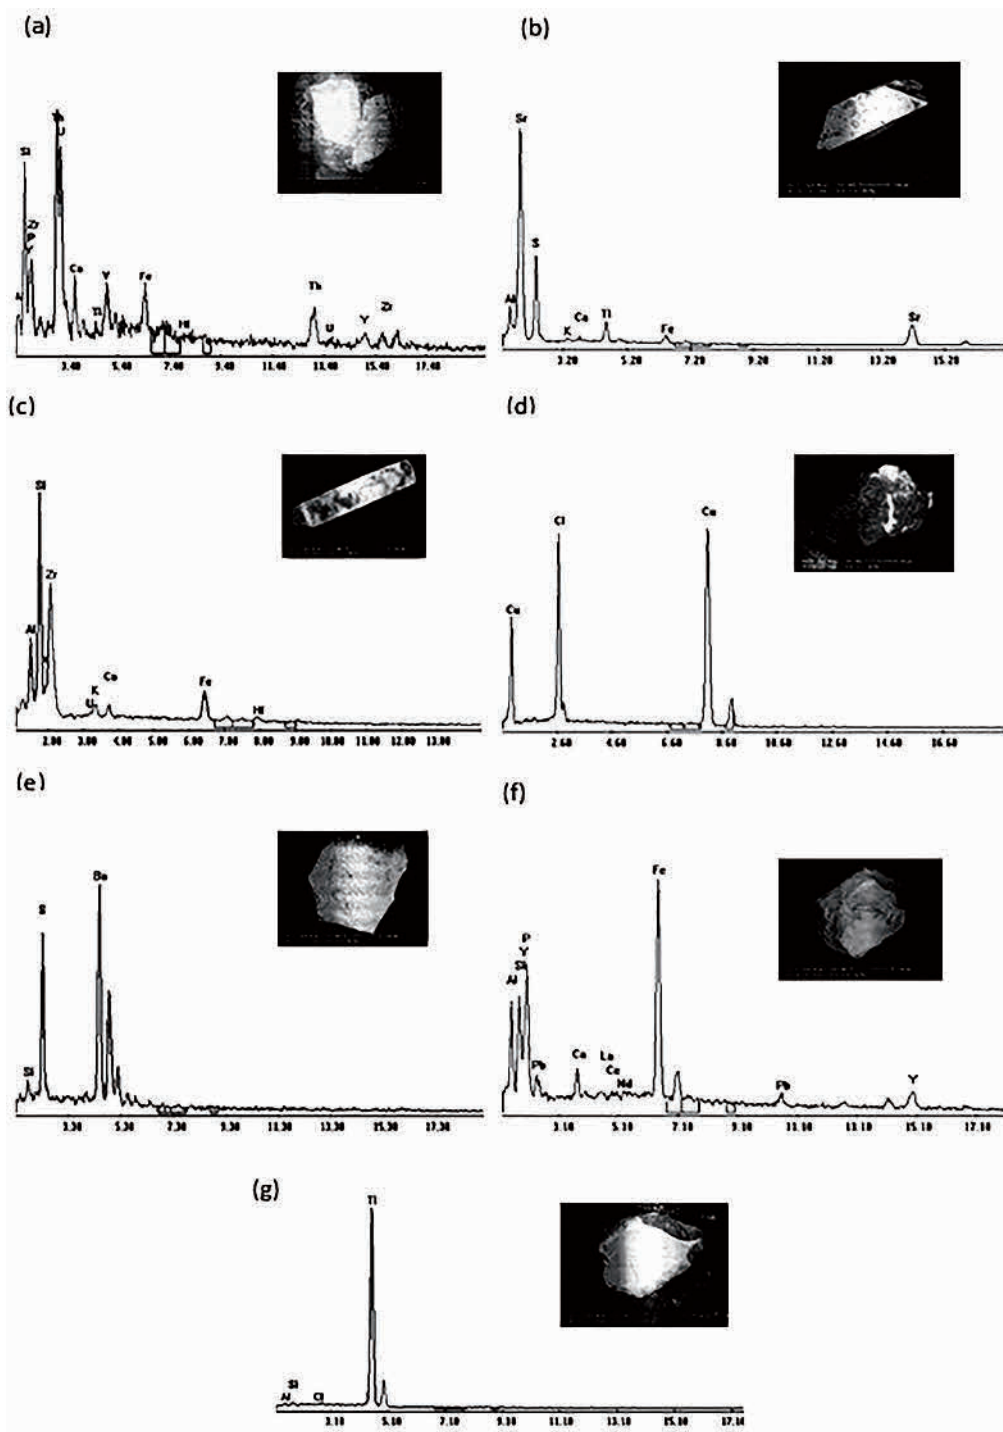 (a)
Si
Zr
P
Y
U
Ca
Ti
Y
Fe
Hf
Th
U
Y
Zr
3.40 5.40 7.40 9.40 11.40 13.40 15.40 17.40
(b)
Al
Sr
S
K
Ca
Ti
Fe
Sr
3.20 5.20 7.20 9.20 11.20 13.20 15.20
(c)
Al
Si
Zr
U
K
Ca
Fe
Hf
2.00 3.00 4.00 5.00 6.00 7.00 8.00 9.00 10.00 11.00 12.00 13.00
(d)
Cu
Cl
Cu
2.60 4.60 6.60 8.60 10.60 12.60 14.60 16.60
(e)
Si
S
Ba
3.30 5.30 7.30 9.30 11.30 13.30 15.30 17.30
(f)
Al
Si
P
Y
Pb
Ca
La
Ce
Nd
Fe
Pb
Y
3.10 5.10 7.10 9.10 11.10 13.10 15.10 17.10
(g)
Al
Si
Cl
Ti
3.10 5.10 7.10 9.10 11.10 13.10 15.10 17.10